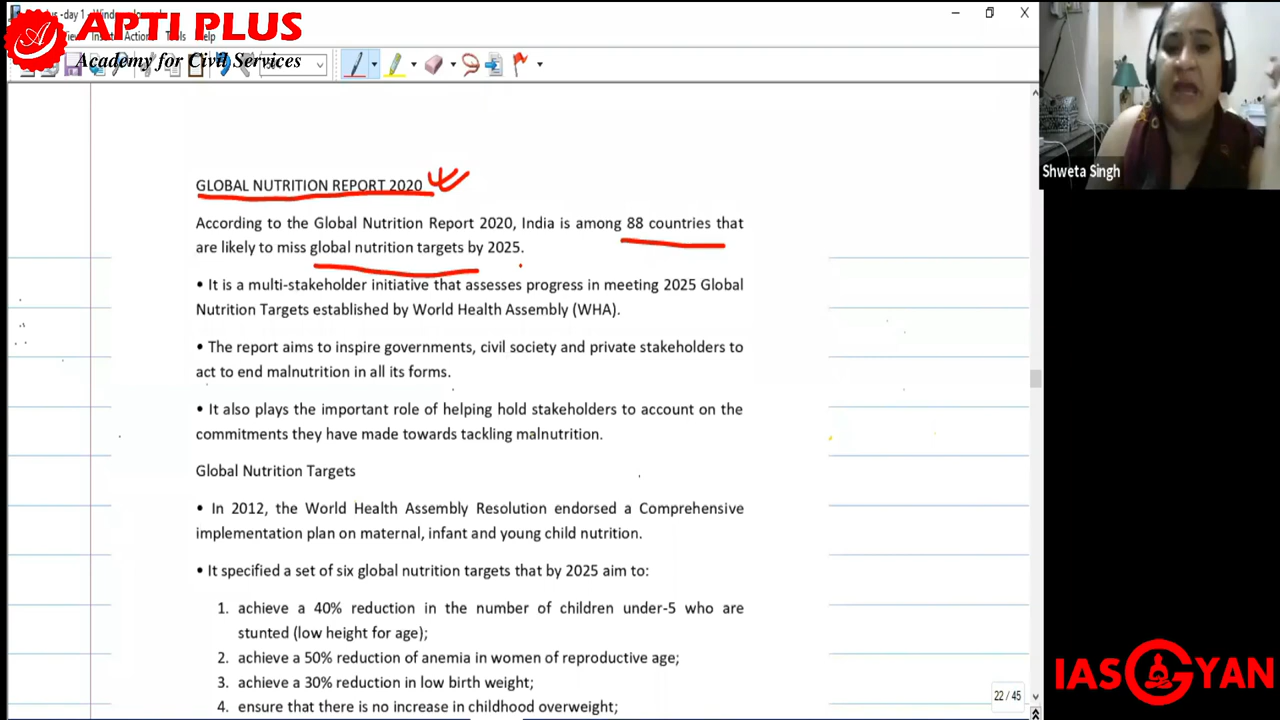 APTI PLUS
Academy for Civil Services
Shweta Singh
GLOBAL NUTRITION REPORT 2020
According to the Global Nutrition Report 2020, India is among 88 countries that
are likely to miss global nutrition targets by 2025.
• It is a multi-stakeholder initiative that assesses progress in meeting 2025 Global
Nutrition Targets established by World Health Assembly (WHA).
• The report aims to inspire governments, civil society and private stakeholders to
act to end malnutrition in all its forms.
• It also plays the important role of helping hold stakeholders to account on the
commitments they have made towards tackling malnutrition.
Global Nutrition Targets
• In 2012, the World Health Assembly Resolution endorsed a Comprehensive
implementation plan on maternal, infant and young child nutrition.
• It specified a set of six global nutrition targets that by 2025 aim to:
1. achieve a 40% reduction in the number of children under-5 who are
stunted (low height for age);
2. achieve a 50% reduction of anemia in women of reproductive age;
3. achieve a 30% reduction in low birth weight;
4. ensure that there is no increase in childhood overweight;
22 / 45
IAS GYAN